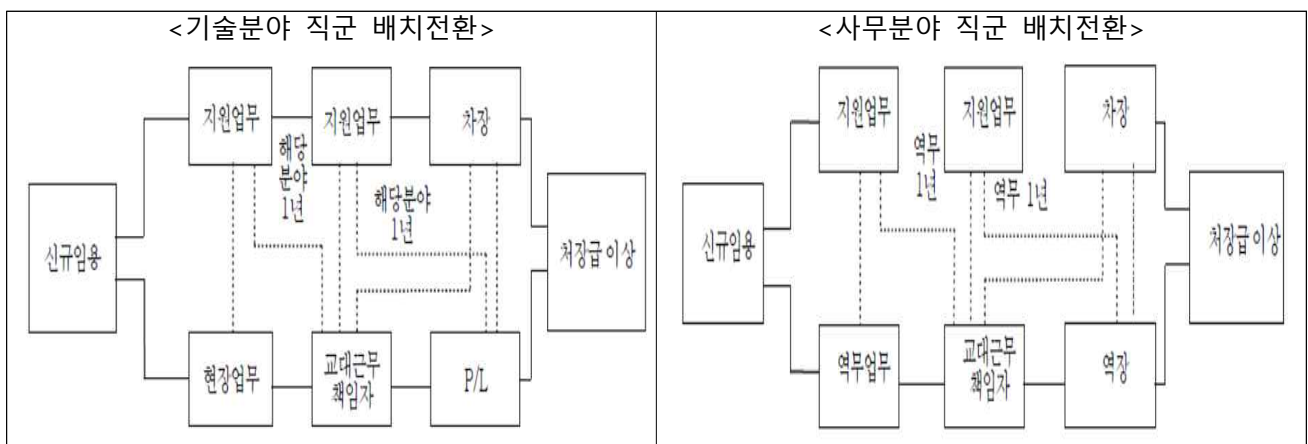 <기술분야 직군 배치전환>
지원업무
지원업무
차장
해당
분야
1년
해당분야
1년
신규임용
처장급 이상
현장업무
교대근무
책임자
P/L
<사무분야 직군 배치전환>
지원업무
지원업무
차장
역무
1년
역무 1년
신규임용
처장급 이상
역무업무
교대근무
책임자
역장